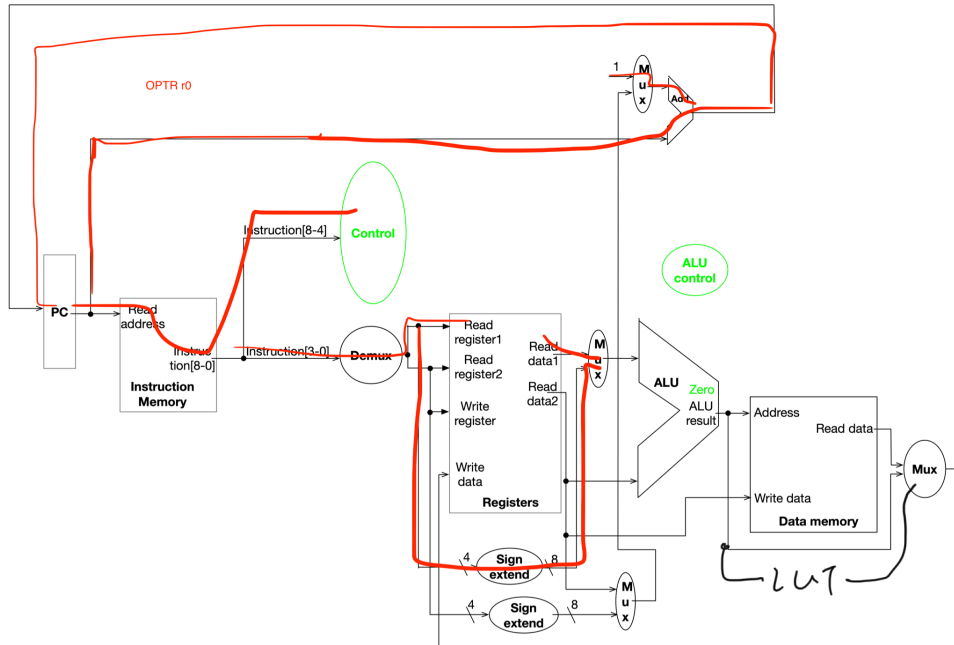 1
M
u
x
OPTR r0
Add
Instruction[8-4]
Control
ALU
control
PC
Read
address
Instruc
tion[8-0]
Instruction
Memory
Instruction[3-0]
Demux
Read
register1
Read
register2
Write
register
Write
data
Read
data1
Read
data2
Registers
M
u
x
ALU
Zero
ALU
result
Address
Read data
Write data
Data memory
Mux
4
Sign
extend
8
4
Sign
extend
8
M
u
x
LUT